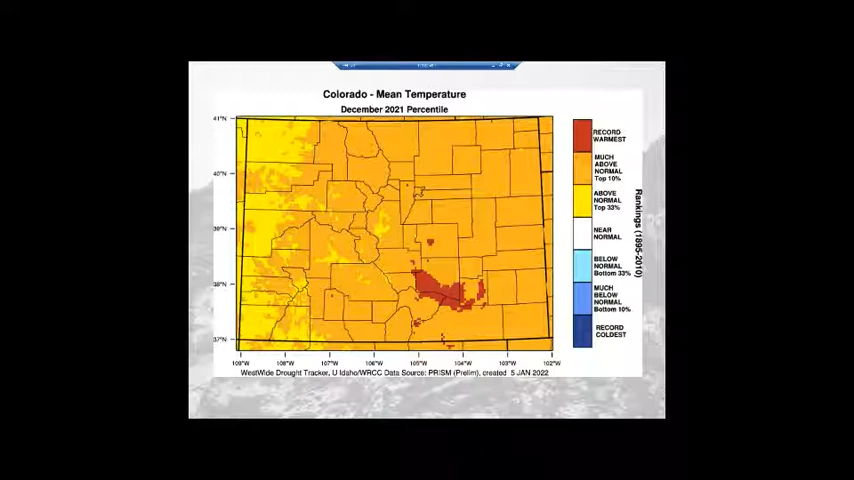 Colorado - Mean Temperature
December 2021 Percentile
41°N
40°N
39°N
38°N
37°N
109°W 108°W 107°W 106°W 105°W 104°W 103°W 102°W
RECORD
WARMEST
MUCH
ABOVE
NORMAL
Top 10%
ABOVE
NORMAL
Top 33%
NEAR
NORMAL
BELOW
NORMAL
Bottom 33%
MUCH
BELOW
NORMAL
Bottom 10%
RECORD
COLDEST
Rankings (1895-2010)
WestWide Drought Tracker, U Idaho/WRCC Data Source: PRISM (Prelim), created 5 JAN 2022